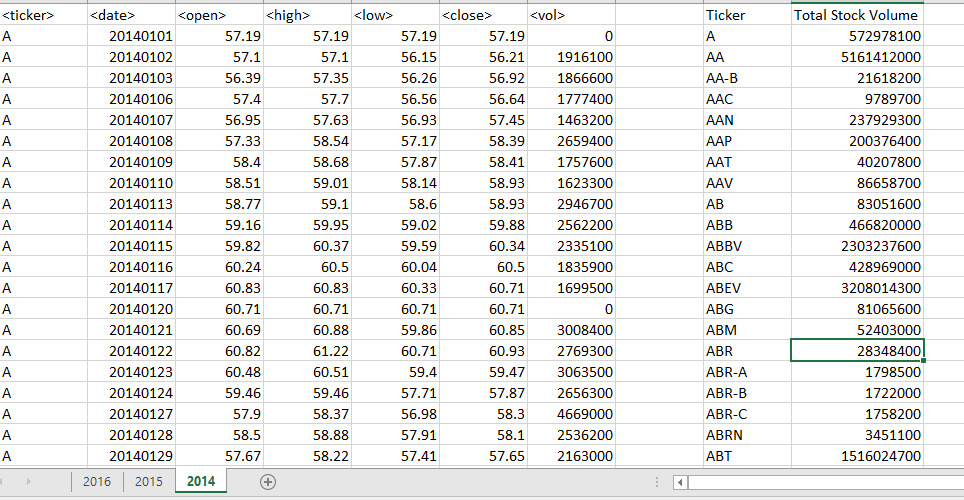 <ticker> <date> <open> <high> <low> <close> <vol> Ticker Total Stock Volume
A 20140101 57.19 57.19 57.19 57.19 0 A 572978100
A 20140102 57.1 57.1 56.15 56.21 1916100 AA 5161412000
A 20140103 56.39 57.35 56.26 56.92 1866600 AA-B 21618200
A 20140106 57.4 57.7 56.56 56.64 1777400 AAC 9789700
A 20140107 56.95 57.63 56.93 57.45 1463200 AAN 237929300
A 20140108 57.33 58.54 57.17 58.39 2659400 AAP 200376400
A 20140109 58.4 58.68 57.87 58.41 1757600 AAT 40207800
A 20140110 58.51 59.01 58.14 58.93 1623300 AAV 86658700
A 20140113 58.77 59.1 58.6 58.93 2946700 AB 83051600
A 20140114 59.16 59.95 59.02 59.88 2562200 ABB 466820000
A 20140115 59.82 60.37 59.59 60.34 2335100 ABBV 2303237600
A 20140116 60.24 60.5 60.04 60.5 1835900 ABC 428969000
A 20140117 60.83 60.83 60.33 60.71 1699500 ABEV 3208014300
A 20140120 60.71 60.71 60.71 60.71 0 ABG 81065600
A 20140121 60.69 60.88 59.86 60.85 3008400 ABM 52403000
A 20140122 60.82 61.22 60.71 60.93 2769300 ABR 28348400
A 20140123 60.48 60.51 59.4 59.47 3063500 ABR-A 1798500
A 20140124 59.46 59.46 57.71 57.87 2656300 ABR-B 1722000
A 20140127 57.9 58.37 56.98 58.3 4669000 ABR-C 1758200
A 20140128 58.5 58.88 57.91 58.1 2536200 ABRN 3451100
A 20140129 57.67 58.22 57.41 57.65 2163000 ABT 1516024700
2016 2015 2014